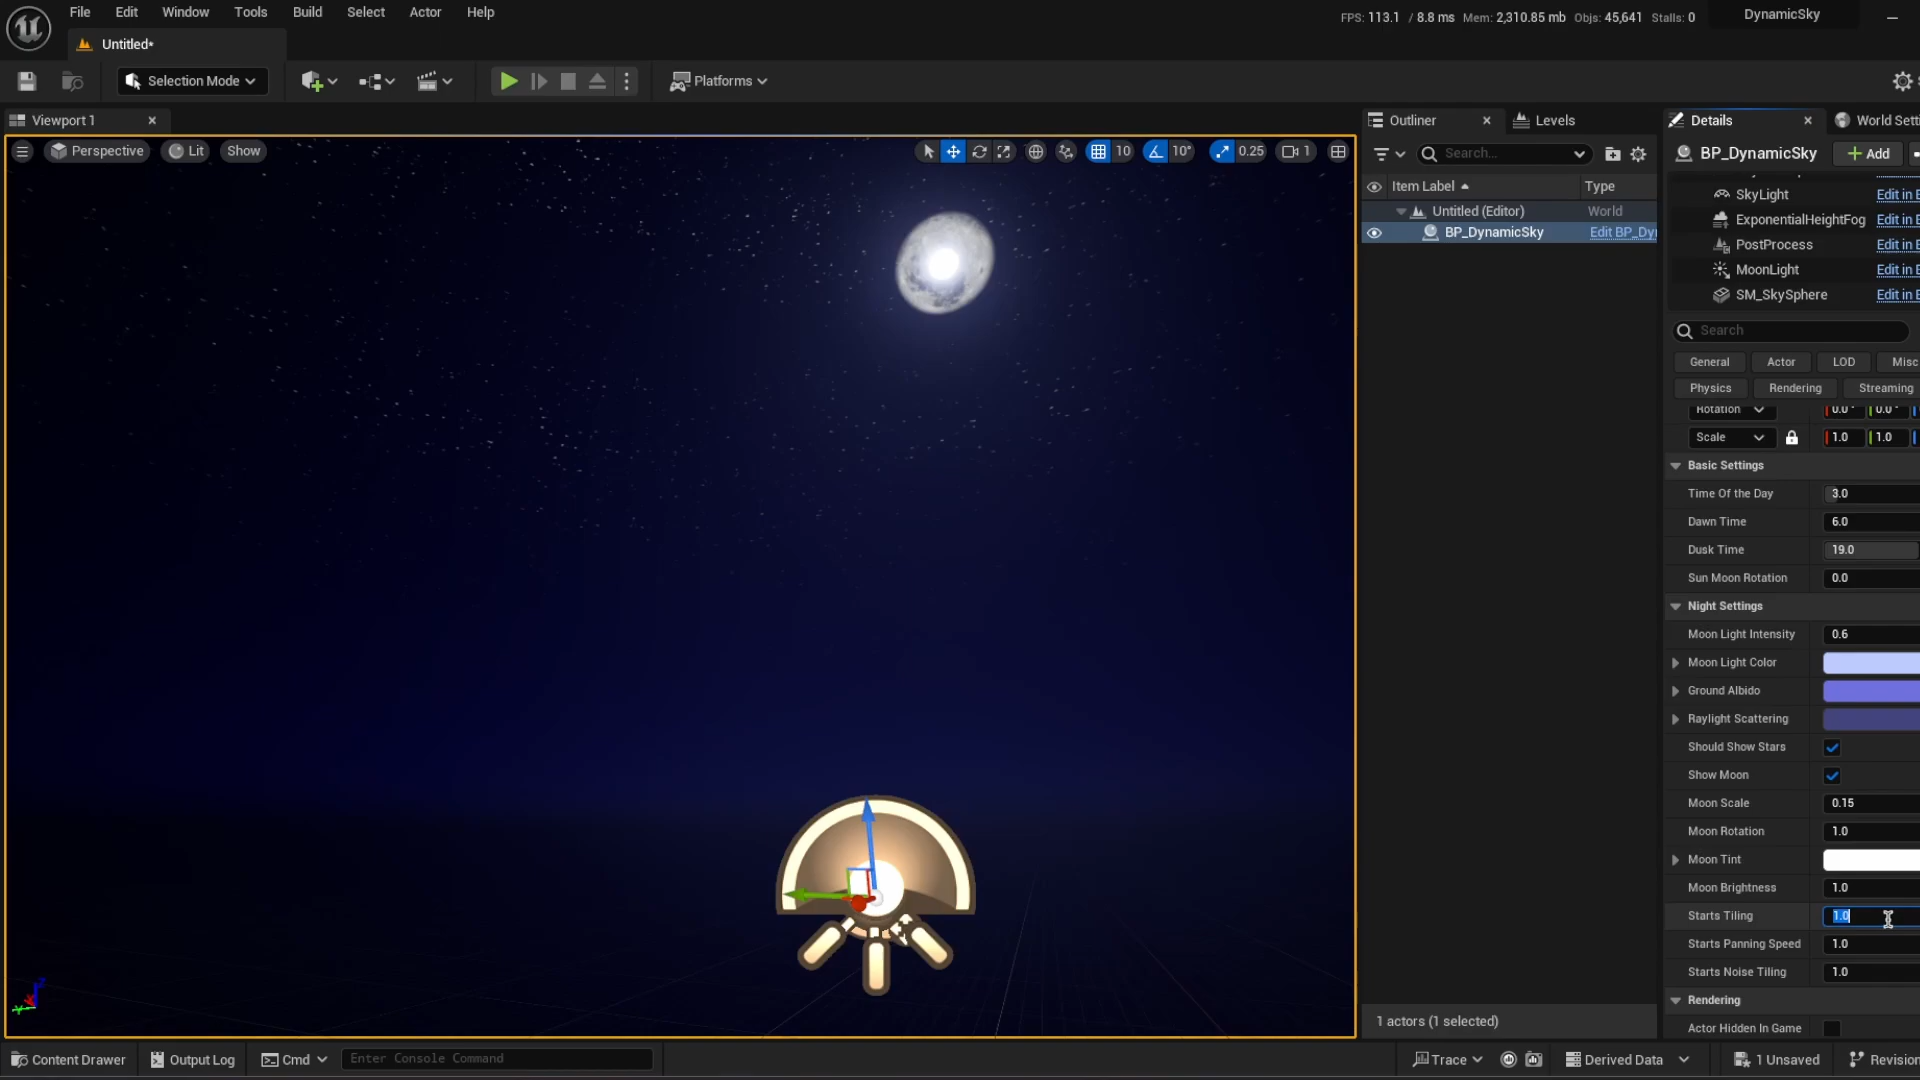 File Edit Window Tools Build Select Actor Help
FPS: 113.1 / 8.8 ms Mem: 2,310.85 mb Objs: 45,641 Stalls: 0
DynamicSky
Untitled*
Selection Mode
Platforms
Viewport 1
Perspective Lit Show
10 10° 0.25 1
Outliner Levels
Search...
Item Label Type
Untitled (Editor) World
BP_DynamicSky Edit BP_Dy
1 actors (1 selected)
Details World Setti
BP_DynamicSky Add
SkyLight Edit in
ExponentialHeightFog Edit in
PostProcess Edit in
MoonLight Edit in
SM_SkySphere Edit in
Search
General Actor LOD Misc
Physics Rendering Streaming
Rotation 0.0° 0.0°
Scale 1.0 1.0
Basic Settings
Time Of the Day 3.0
Dawn Time 6.0
Dusk Time 19.0
Sun Moon Rotation 0.0
Night Settings
Moon Light Intensity 0.6
Moon Light Color
Ground Albido
Raylight Scattering
Should Show Stars
Show Moon
Moon Scale 0.15
Moon Rotation 1.0
Moon Tint
Moon Brightness 1.0
Starts Tiling 1.0
Starts Panning Speed 1.0
Starts Noise Tiling 1.0
Rendering
Actor Hidden In Game
Content Drawer Output Log Cmd Enter Console Command
Trace Derived Data 1 Unsaved Revision